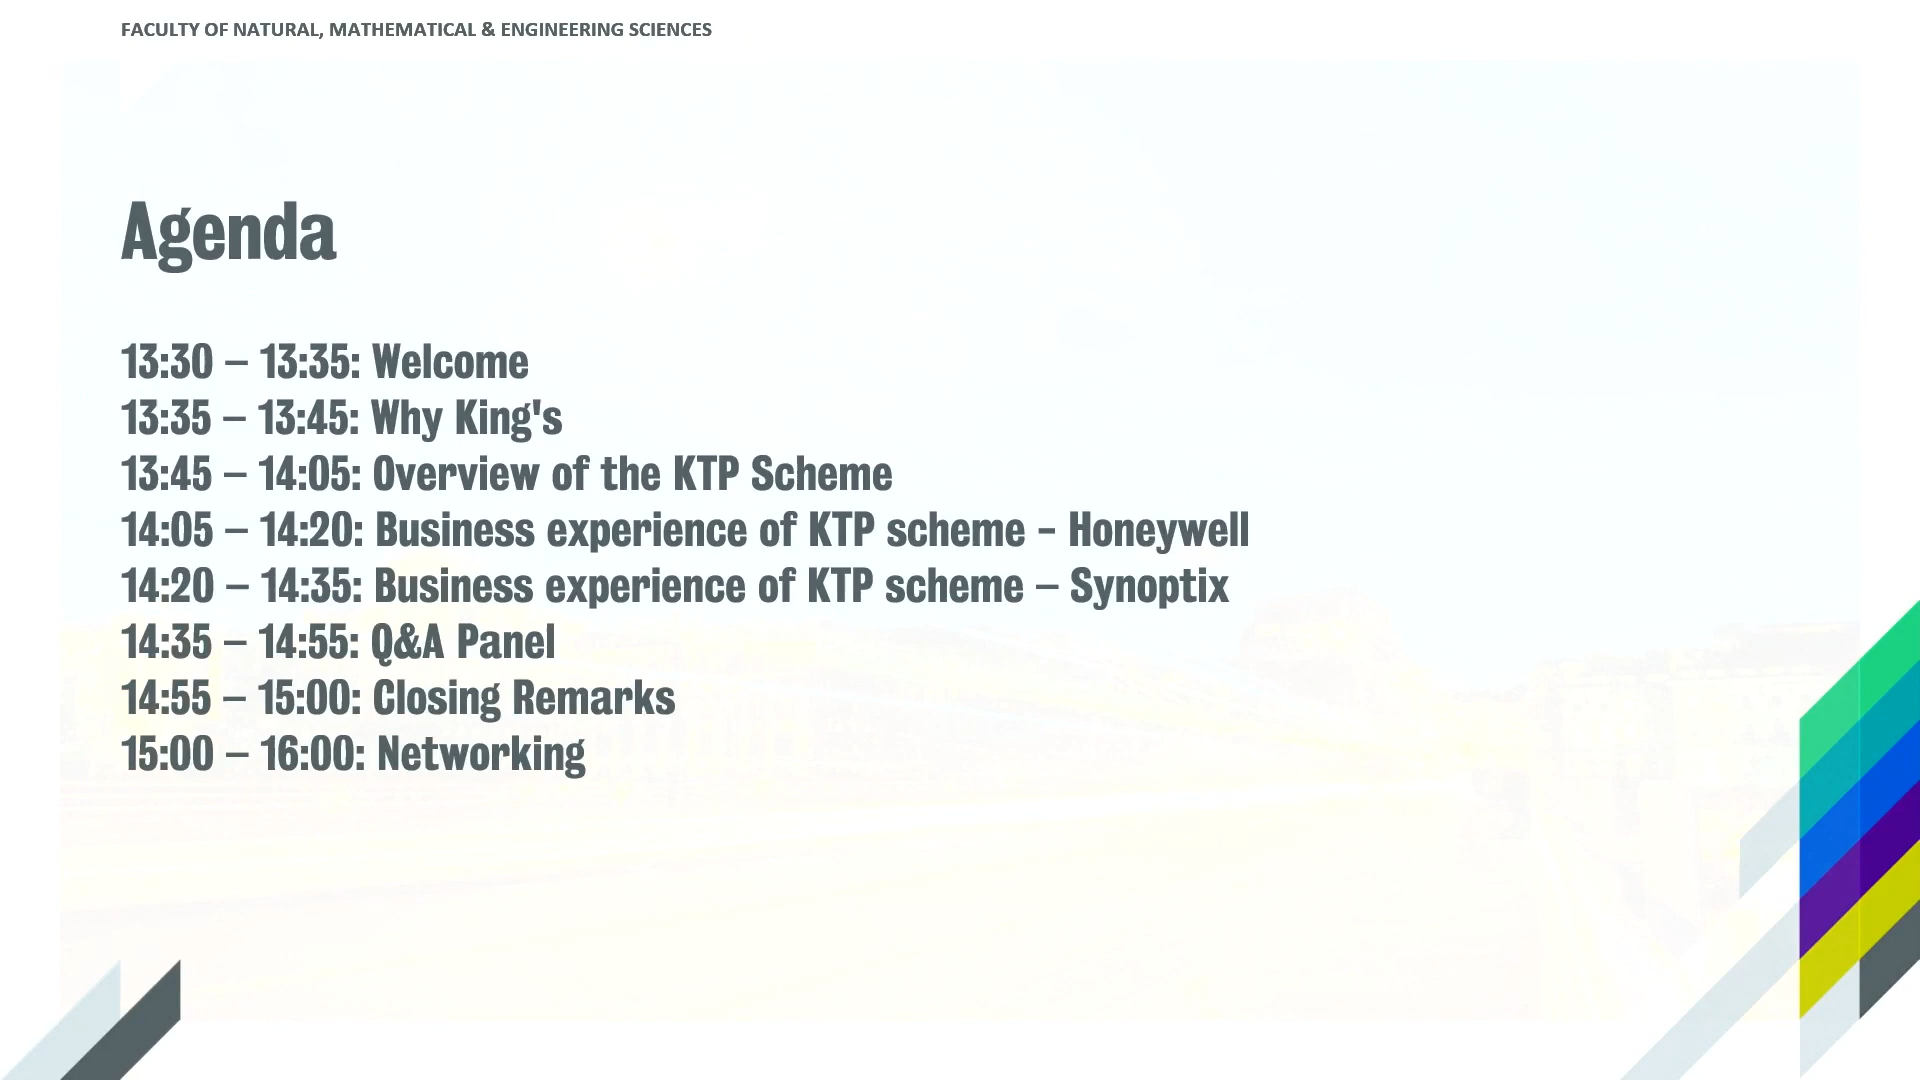 FACULTY OF NATURAL, MATHEMATICAL & ENGINEERING SCIENCES
Agenda
13:30 – 13:35: Welcome
13:35 – 13:45: Why King's
13:45 – 14:05: Overview of the KTP Scheme
14:05 – 14:20: Business experience of KTP scheme - Honeywell
14:20 – 14:35: Business experience of KTP scheme – Synoptix
14:35 – 14:55: Q&A Panel
14:55 – 15:00: Closing Remarks
15:00 – 16:00: Networking